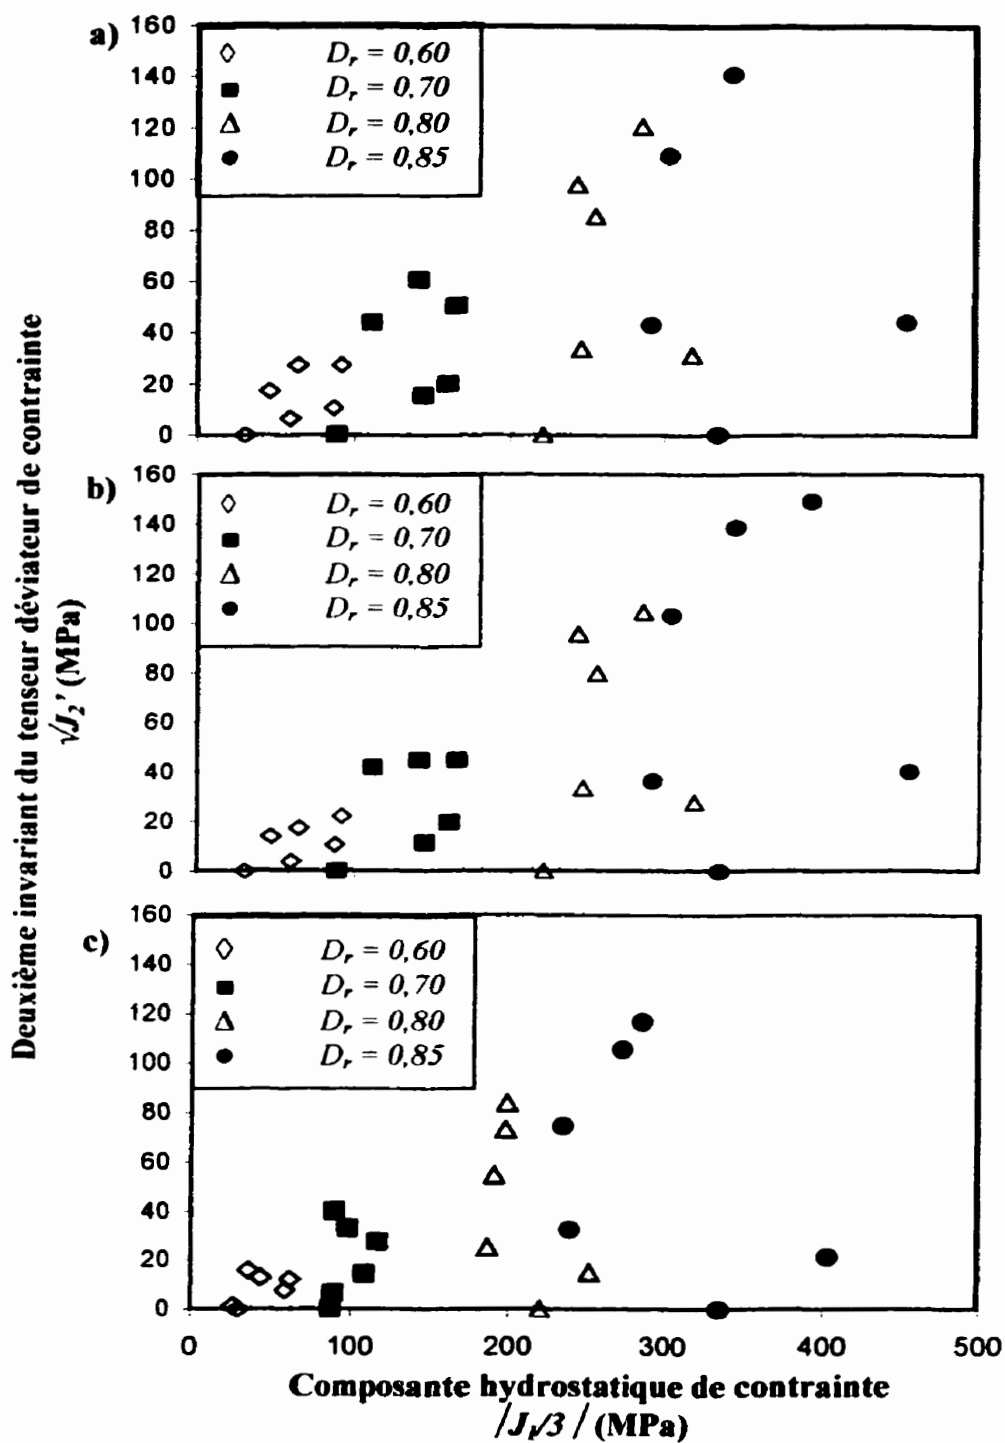 a)
160
140
120
100
80
60
40
20
0
D_r = 0,60
D_r = 0,70
D_r = 0,80
D_r = 0,85
b)
160
140
120
100
80
60
40
20
0
D_r = 0,60
D_r = 0,70
D_r = 0,80
D_r = 0,85
c)
160
140
120
100
80
60
40
20
0
D_r = 0,60
D_r = 0,70
D_r = 0,80
D_r = 0,85
0 100 200 300 400 500
Deuxième invariant du tenseur déviateur de contrainte
√J₂' (MPa)
Composante hydrostatique de contrainte
/J₁/3 / (MPa)